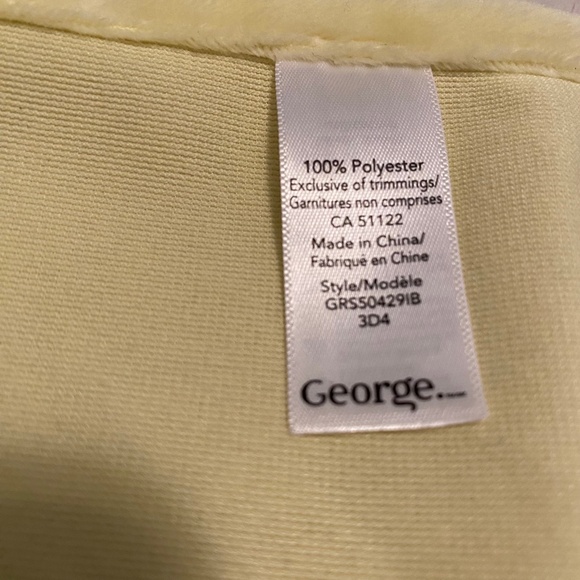 100% Polyester
Exclusive of trimmings/
Garnitures non comprises
CA 51122
Made in China/
Fabriqué en Chine
Style/Modèle
GRS50429IB
3D4
George.